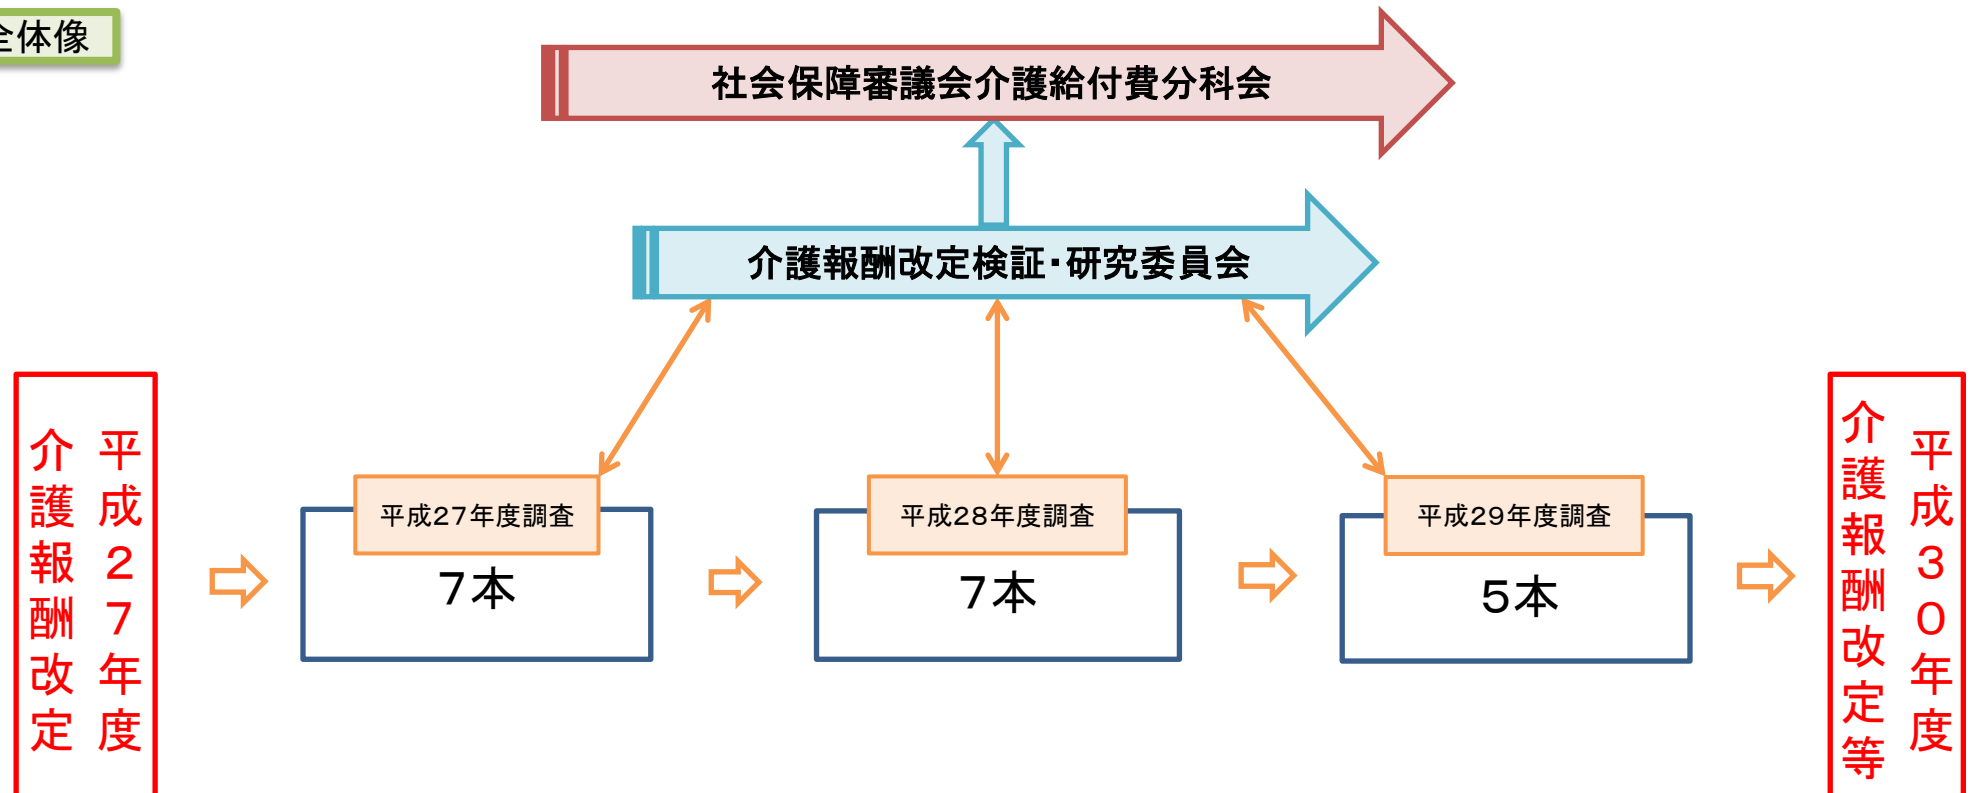 全体像
社会保障審議会介護給付費分科会
介護報酬改定検証・研究委員会
平成27年度
介護報酬改定
平成27年度調査
7本
平成28年度調査
7本
平成29年度調査
5本
平成30年度
介護報酬改定等